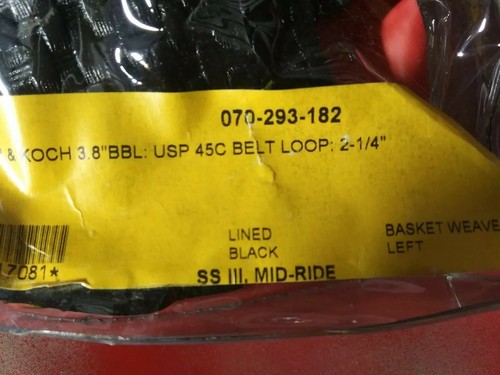 070-293-182
& KOCH 3.8"BBL: USP 45C BELT LOOP: 2-1/4"
LINED BASKET WEAVE
BLACK LEFT
17081*
SS III, MID-RIDE